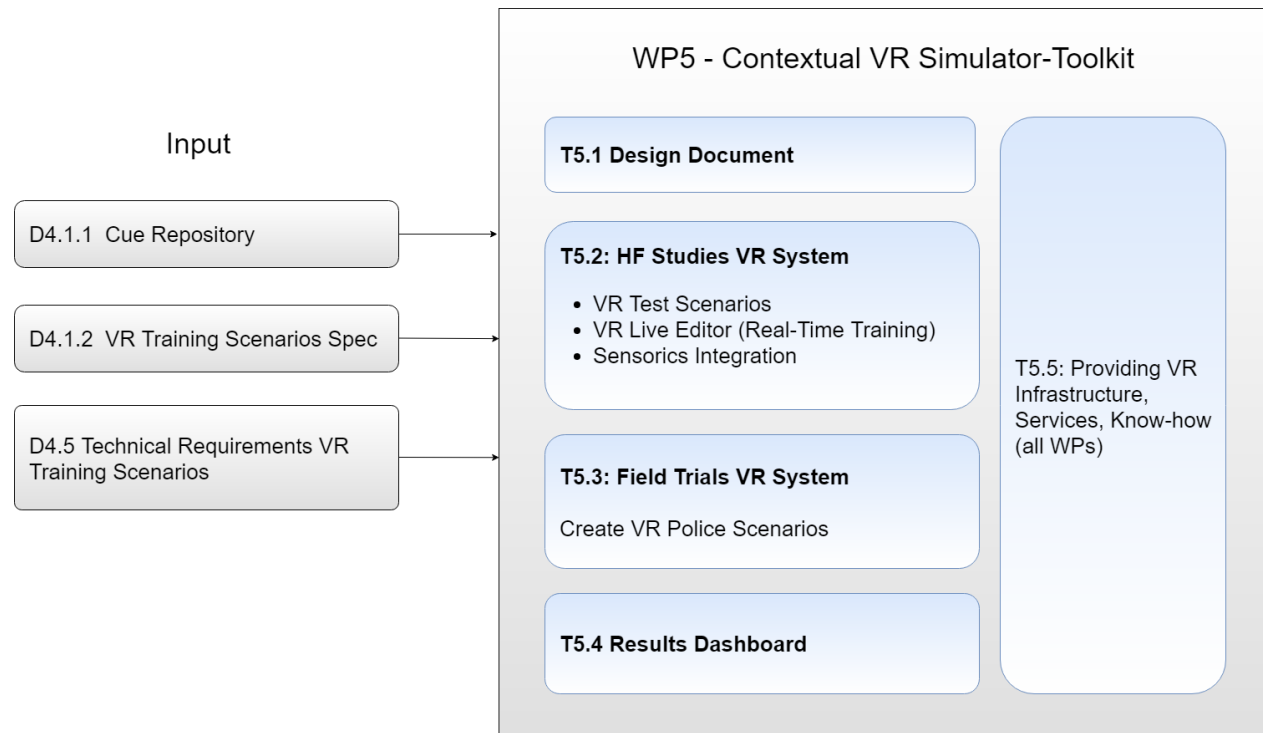 Input
D4.1.1 Cue Repository
D4.1.2 VR Training Scenarios Spec
D4.5 Technical Requirements VR
Training Scenarios
WP5 - Contextual VR Simulator-Toolkit
T5.1 Design Document
T5.2: HF Studies VR System
• VR Test Scenarios
• VR Live Editor (Real-Time Training)
• Sensorics Integration
T5.3: Field Trials VR System
Create VR Police Scenarios
T5.4 Results Dashboard
T5.5: Providing VR
Infrastructure,
Services, Know-how
(all WPs)